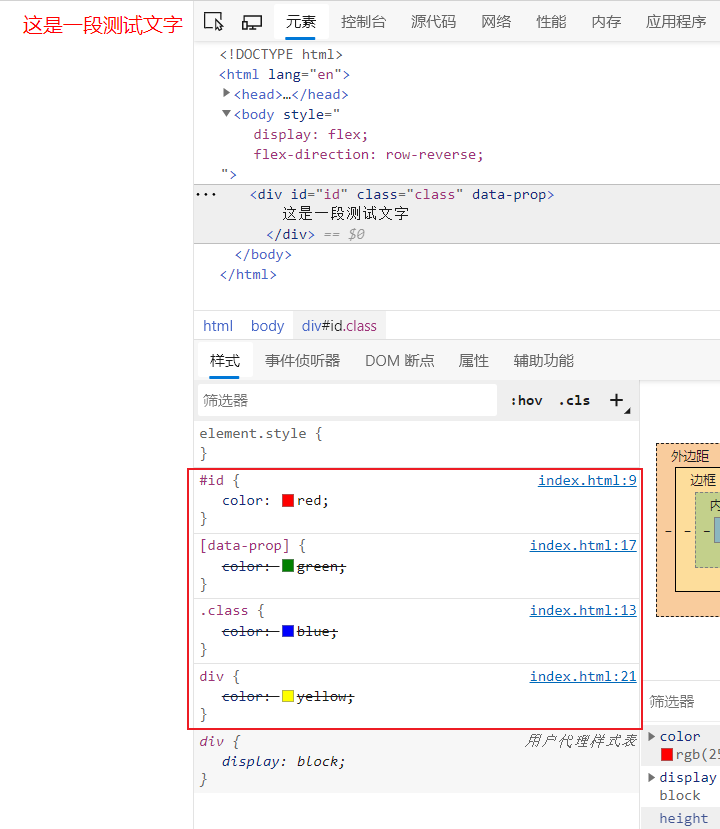 这是一段测试文字
元素 控制台 源代码 网络 性能 内存 应用程序
<!DOCTYPE html>
<html lang="en">
<head>…</head>
<body style="
display: flex;
flex-direction: row-reverse;
">
<div id="id" class="class" data-prop>
这是一段测试文字
</div> == $0
</body>
</html>
html body div#id.class
样式 事件侦听器 DOM 断点 属性 辅助功能
筛选器 :hov .cls +
element.style {
}
#id { index.html:9
color: red;
}
[data-prop] { index.html:17
color: green;
}
.class { index.html:13
color: blue;
}
div { index.html:21
color: yellow;
}
div { 用户代理样式表
display: block;
}
外边距
边框
内
筛选器
color
rgb(25
display
block
height